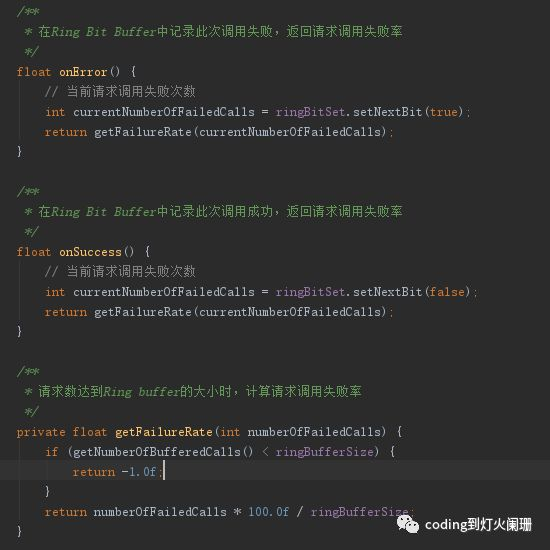 /**
 * 在Ring Bit Buffer中记录此次调用失败，返回请求调用失败率
 */
float onError() {
    // 当前请求调用失败次数
    int currentNumberOfFailedCalls = ringBitSet.setNextBit(true);
    return getFailureRate(currentNumberOfFailedCalls);
}
/**
 * 在Ring Bit Buffer中记录此次调用成功，返回请求调用失败率
 */
float onSuccess() {
    // 当前请求调用失败次数
    int currentNumberOfFailedCalls = ringBitSet.setNextBit(false);
    return getFailureRate(currentNumberOfFailedCalls);
}
/**
 * 请求数达到Ring buffer的大小时，计算请求调用失败率
 */
private float getFailureRate(int numberOfFailedCalls) {
    if (getNumberOfBufferedCalls() < ringBufferSize) {
        return -1.0f;
    }
    return numberOfFailedCalls * 100.0f / ringBufferSize;
}
coding到灯火阑珊